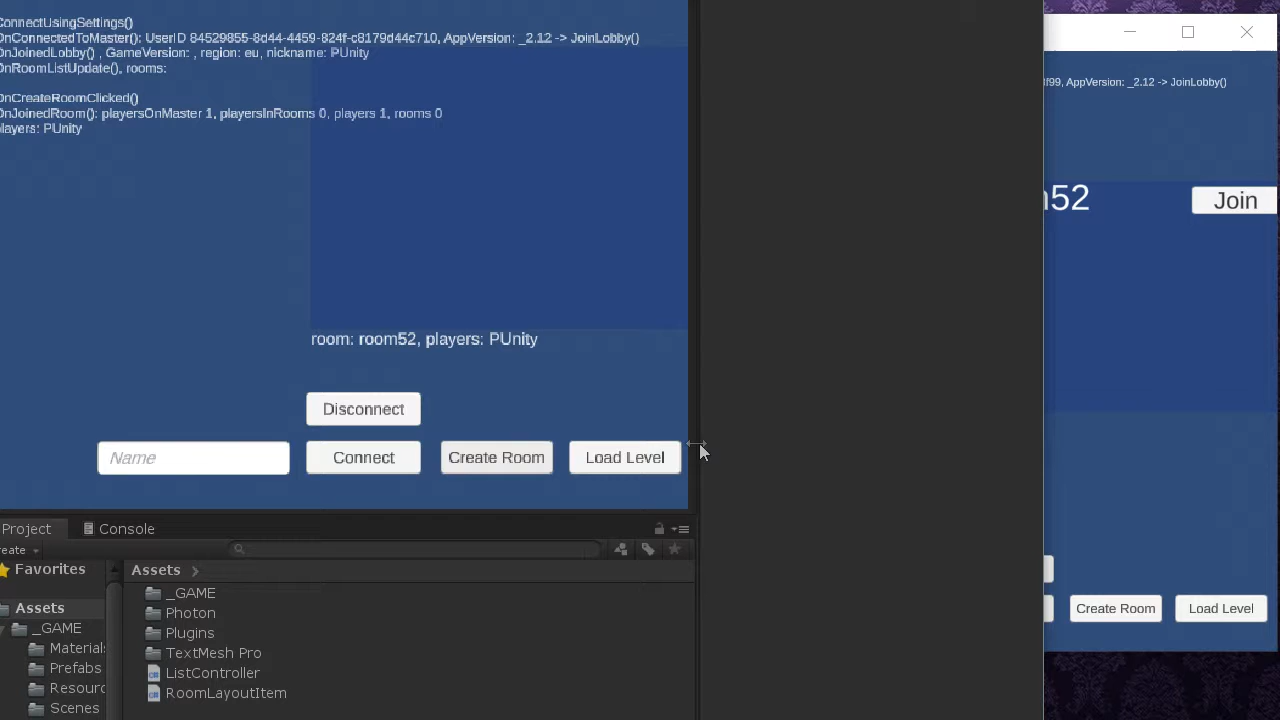 ConnectUsingSettings()
OnConnectedToMaster(): UserID 84529855-8d44-4459-824f-c8179d44c710, AppVersion: _2.12 -> JoinLobby()
OnJoinedLobby() , GameVersion: , region: eu, nickname: PUnity
OnRoomListUpdate(), rooms:
OnCreateRoomClicked()
OnJoinedRoom(): playersOnMaster 1, playersInRooms 0, players 1, rooms 0
players: PUnity
room: room52, players: PUnity
Disconnect
Name
Connect
Create Room
Load Level
f99, AppVersion: _2.12 -> JoinLobby()
52
Join
Create Room
Load Level
Project
Console
reate
Favorites
Assets
_GAME
Materials
Prefabs
Resourc
Scenes
Assets
_GAME
Photon
Plugins
TextMesh Pro
ListController
RoomLayoutItem